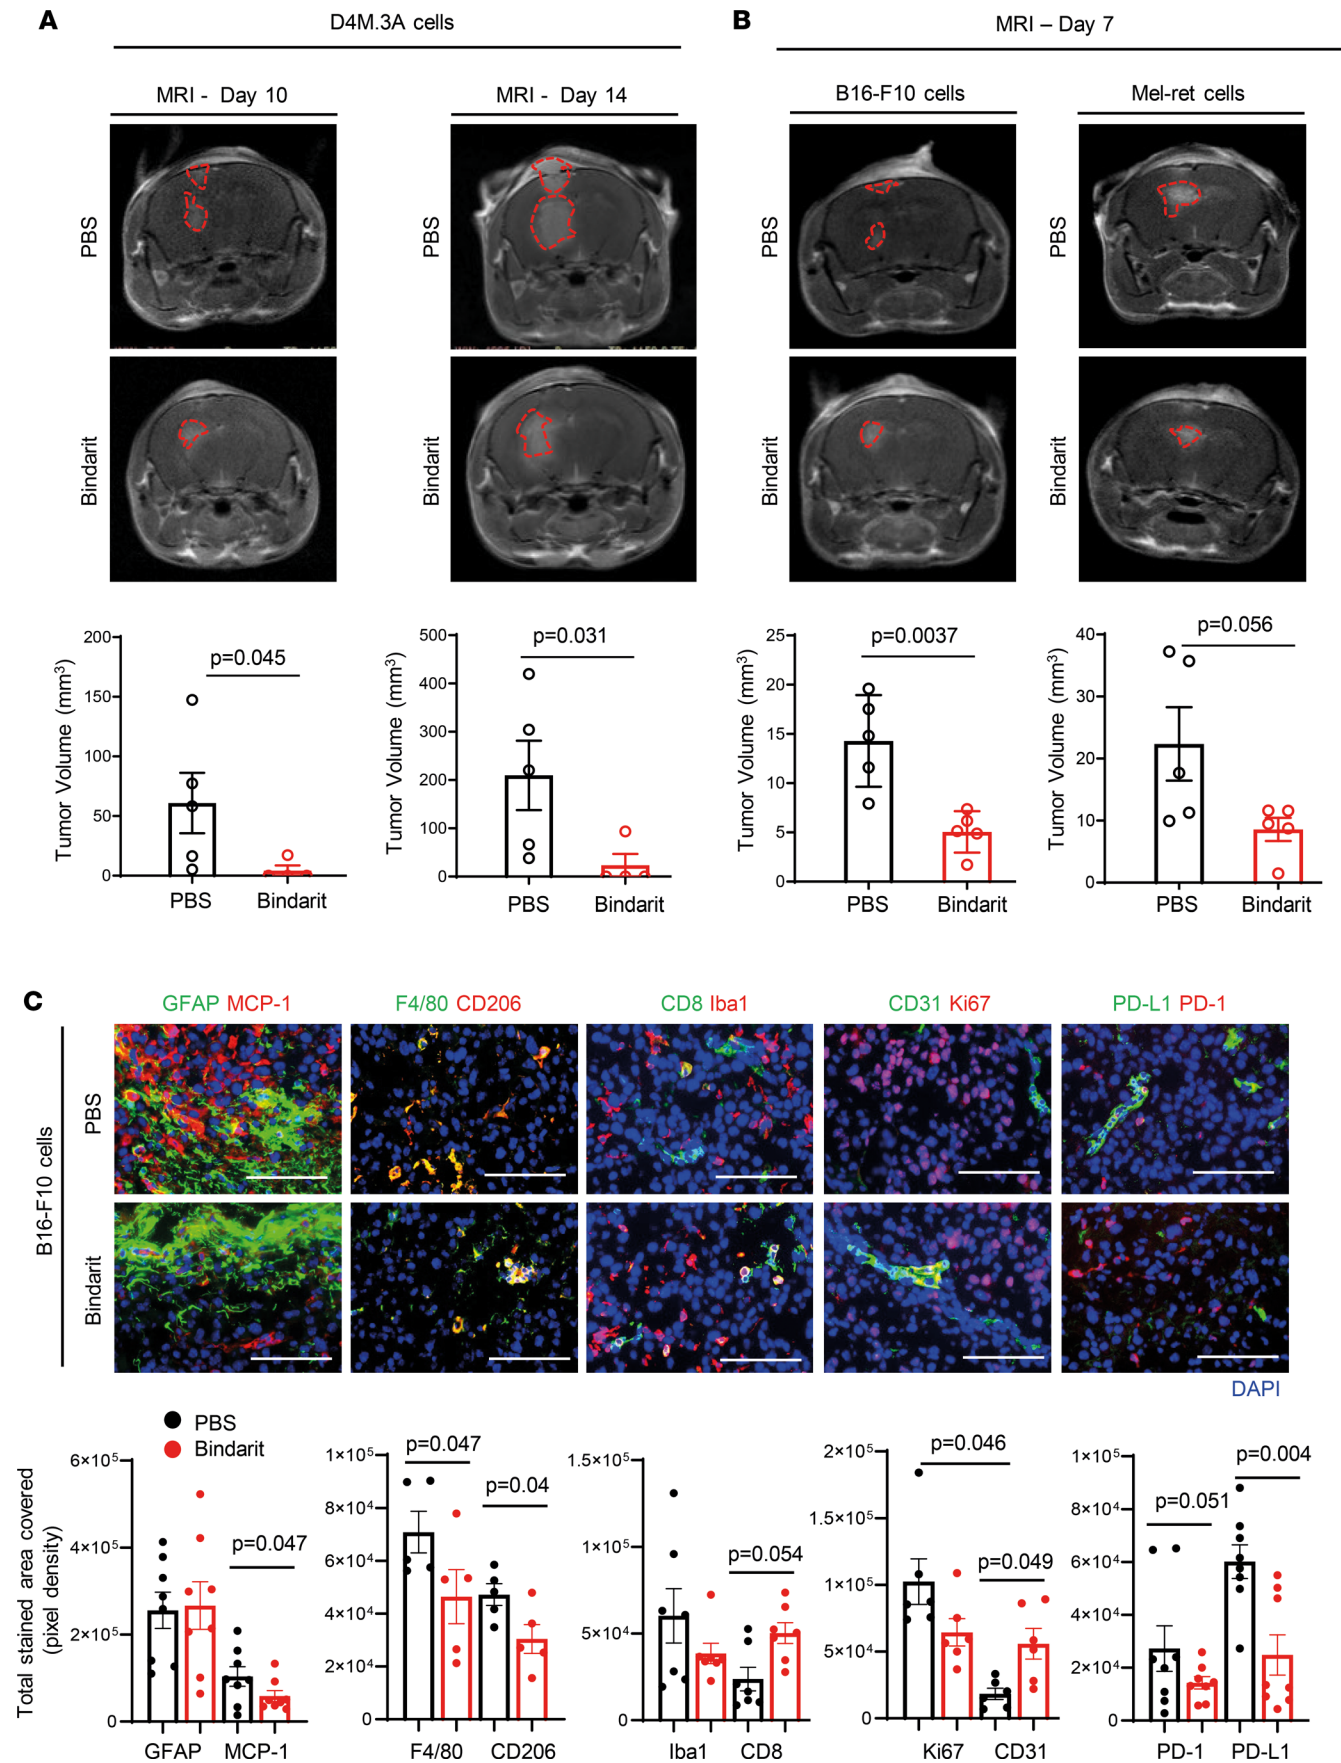 A
D4M.3A cells
B
MRI – Day 7
MRI - Day 10
MRI - Day 14
B16-F10 cells
Mel-ret cells
PBS
PBS
PBS
PBS
Bindarit
Bindarit
Bindarit
Bindarit
Tumor Volume (mm³)
200
150
100
50
0
p=0.045
PBS Bindarit
Tumor Volume (mm³)
500
400
300
200
100
0
p=0.031
PBS Bindarit
Tumor Volume (mm³)
25
20
15
10
5
0
p=0.0037
PBS Bindarit
Tumor Volume (mm³)
40
30
20
10
0
p=0.056
PBS Bindarit
C
GFAP MCP-1
F4/80 CD206
CD8 Iba1
CD31 Ki67
PD-L1 PD-1
B16-F10 cells
PBS
Bindarit
DAPI
PBS
Bindarit
Total stained area covered
(pixel density)
6×10⁵
4×10⁵
2×10⁵
0
p=0.047
GFAP MCP-1
1×10⁵
8×10⁴
6×10⁴
4×10⁴
2×10⁴
0
p=0.047
p=0.04
F4/80 CD206
1.5×10⁵
1×10⁵
5×10⁴
0
p=0.054
Iba1 CD8
2×10⁵
1.5×10⁵
1×10⁵
5×10⁴
0
p=0.046
p=0.049
Ki67 CD31
1×10⁵
8×10⁴
6×10⁴
4×10⁴
2×10⁴
0
p=0.051
p=0.004
PD-1 PD-L1